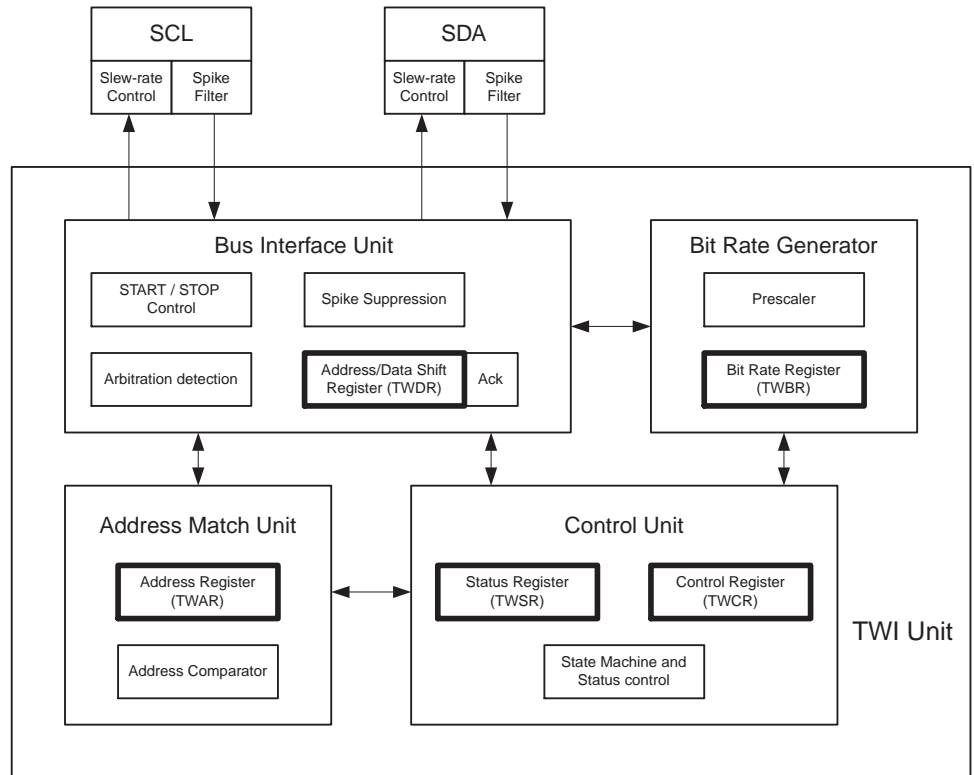 SCL
Slew-rate
Control
Spike
Filter
SDA
Slew-rate
Control
Spike
Filter
Bus Interface Unit
START / STOP
Control
Spike Suppression
Arbitration detection
Address/Data Shift
Register (TWDR)
Ack
Bit Rate Generator
Prescaler
Bit Rate Register
(TWBR)
Address Match Unit
Address Register
(TWAR)
Address Comparator
Control Unit
Status Register
(TWSR)
Control Register
(TWCR)
State Machine and
Status control
TWI Unit